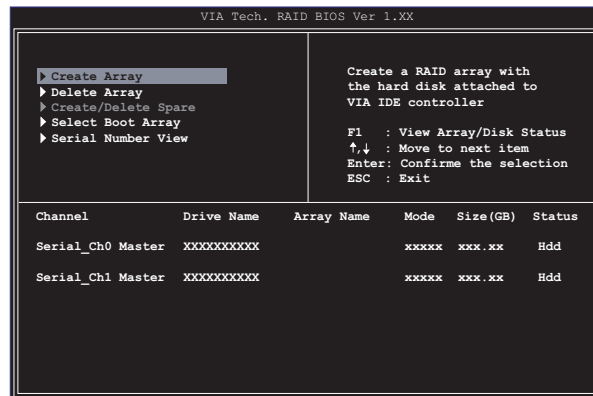 VIA Tech. RAID BIOS Ver 1.XX
Create Array
Delete Array
Create/Delete Spare
Select Boot Array
Serial Number View
Create a RAID array with
the hard disk attached to
VIA IDE controller
F1 : View Array/Disk Status
↑,↓ : Move to next item
Enter: Confirme the selection
ESC : Exit
Channel Drive Name Array Name Mode Size(GB) Status
Serial_Ch0 Master XXXXXXXXXX xxxxx xxx.xx Hdd
Serial_Ch1 Master XXXXXXXXXX xxxxx xxx.xx Hdd